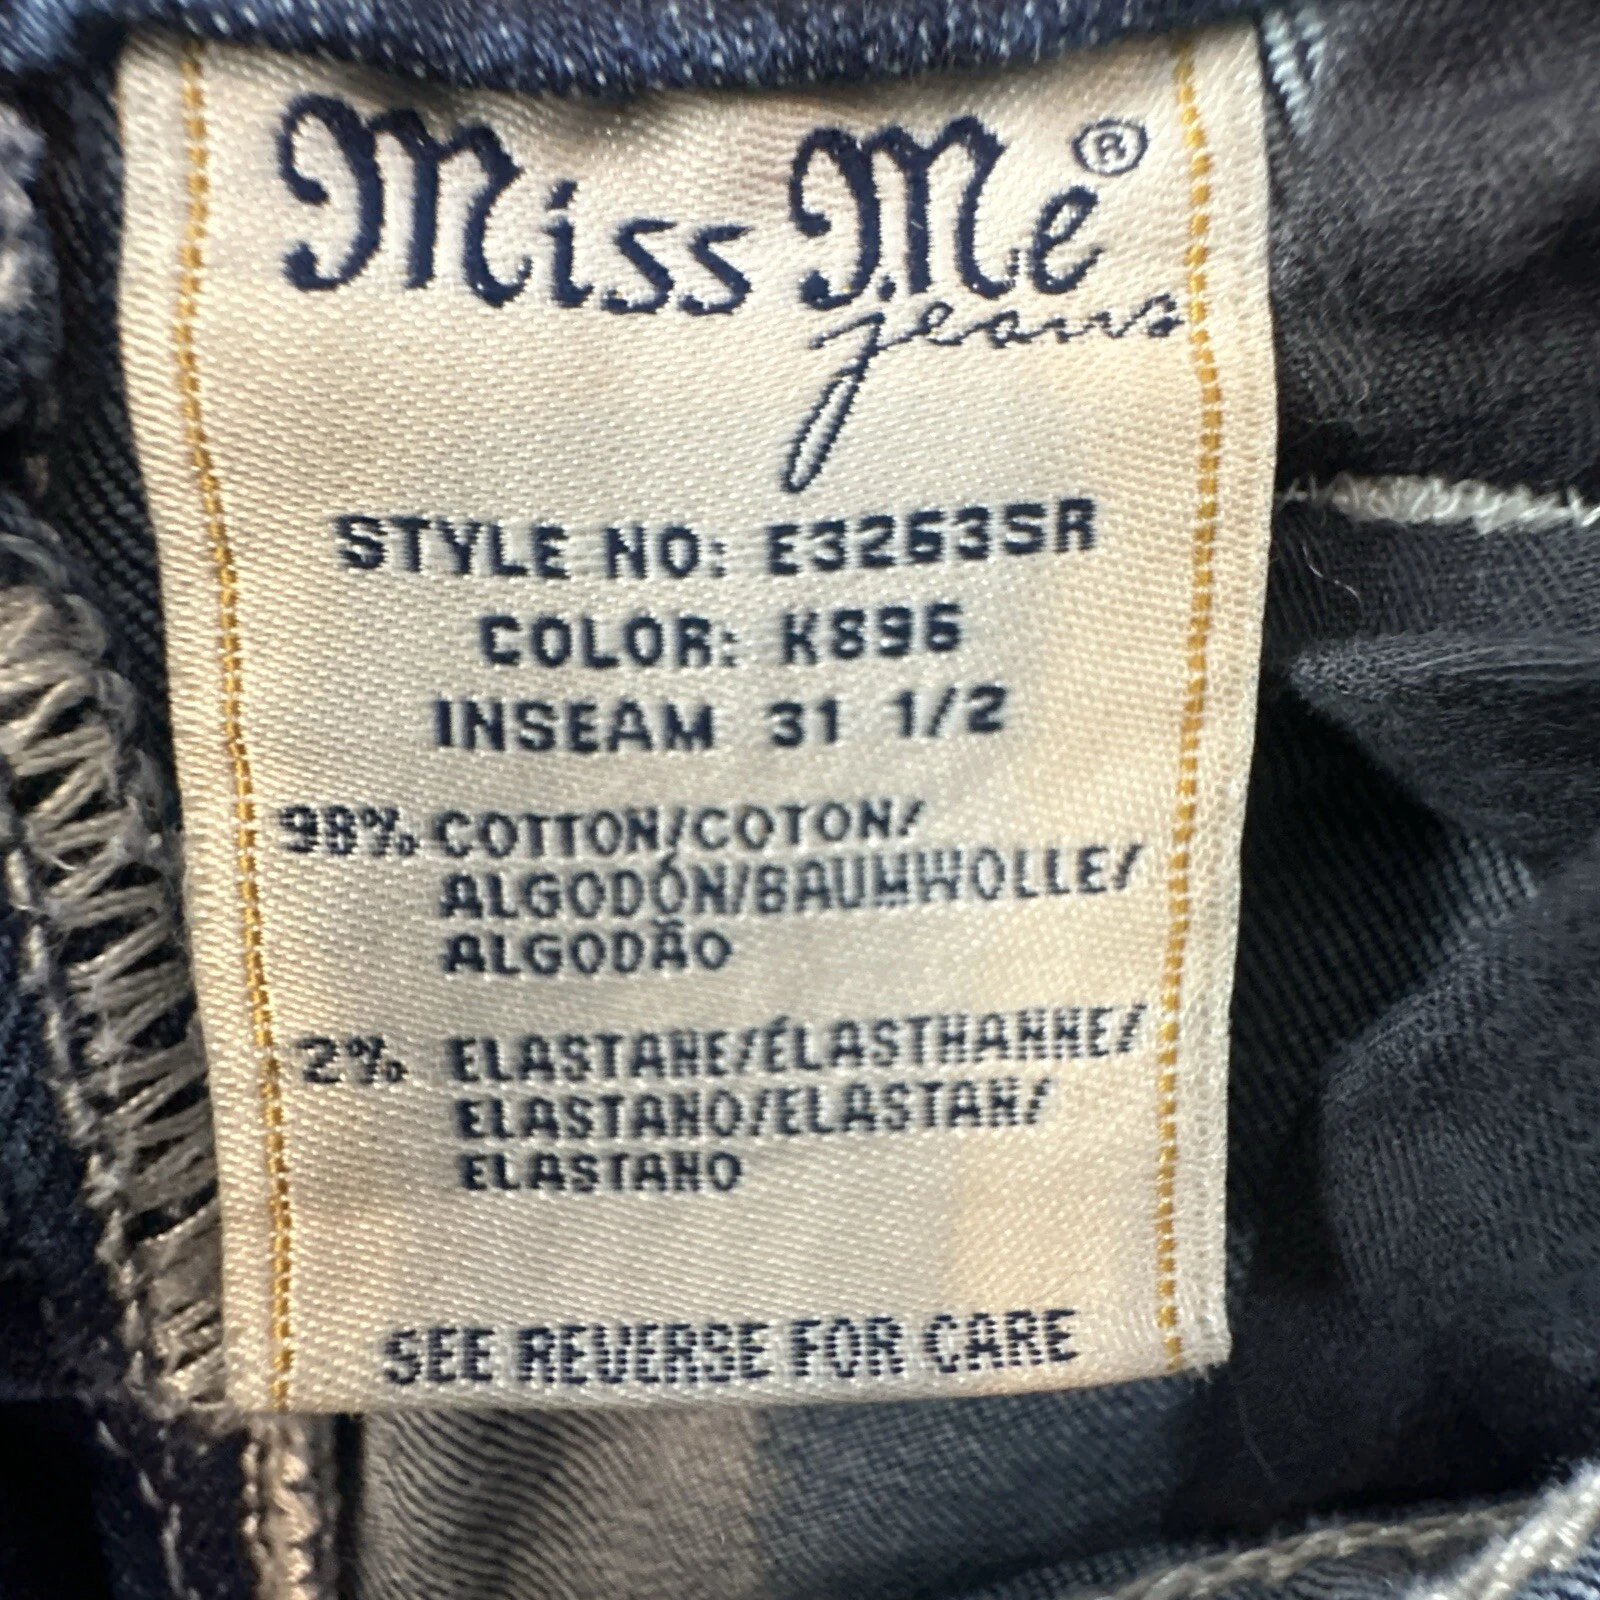 Miss Me®
jeans
STYLE NO: E3263SR
COLOR: K896
INSEAM 31 1/2
98% COTTON/COTON/
ALGODÓN/BAUMWOLLE/
ALGODÃO
2% ELASTANE/ÉLASTHANNE/
ELASTANO/ELASTAN/
ELASTANO
SEE REVERSE FOR CARE